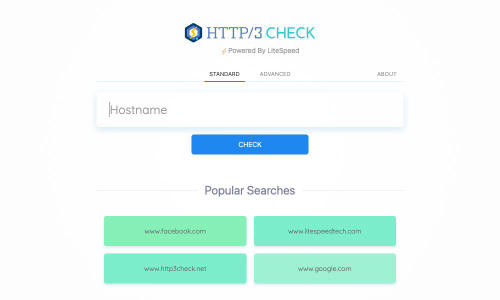 HTTP/3 CHECK
⚡Powered By LiteSpeed
STANDARD ADVANCED ABOUT
Hostname
CHECK
Popular Searches
www.facebook.com www.litespeedtech.com
www.http3check.net www.google.com